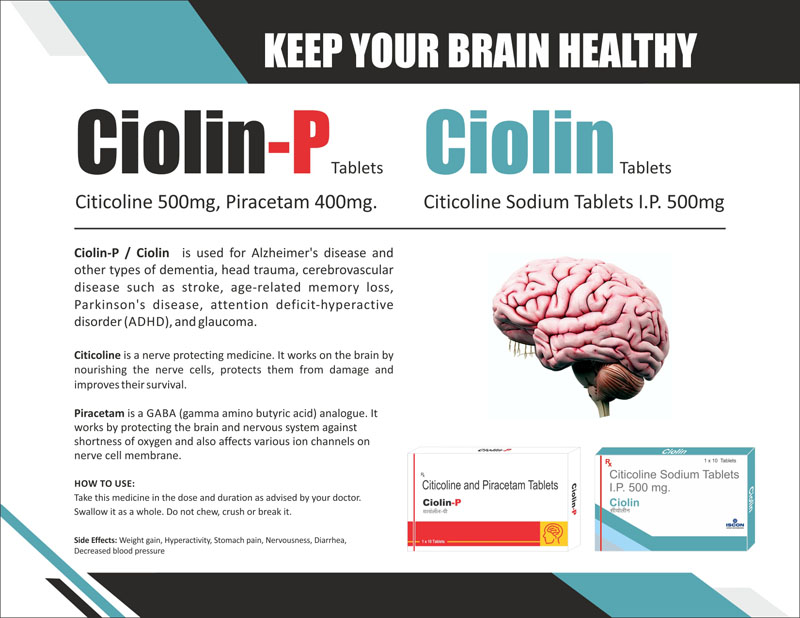 KEEP YOUR BRAIN HEALTHY
Ciolin-P Tablets
Citicoline 500mg, Piracetam 400mg.
Ciolin Tablets
Citicoline Sodium Tablets I.P. 500mg
Ciolin-P / Ciolin is used for Alzheimer's disease and
other types of dementia, head trauma, cerebrovascular
disease such as stroke, age-related memory loss,
Parkinson's disease, attention deficit-hyperactive
disorder (ADHD), and glaucoma.
Citicoline is a nerve protecting medicine. It works on the brain by
nourishing the nerve cells, protects them from damage and
improves their survival.
Piracetam is a GABA (gamma amino butyric acid) analogue. It
works by protecting the brain and nervous system against
shortness of oxygen and also affects various ion channels on
nerve cell membrane.
HOW TO USE:
Take this medicine in the dose and duration as advised by your doctor.
Swallow it as a whole. Do not chew, crush or break it.
Side Effects: Weight gain, Hyperactivity, Stomach pain, Nervousness, Diarrhea,
Decreased blood pressure
Ciolin-P
Rx
Citicoline and Piracetam Tablets
Ciolin-P
सायोलीन-पी
1 x 10 Tablets
Ciolin-P
Ciolin
Rx
1 x 10 Tablets
Citicoline Sodium Tablets
I.P. 500 mg.
Ciolin
सीयोलीन
ISCON
Ciolin